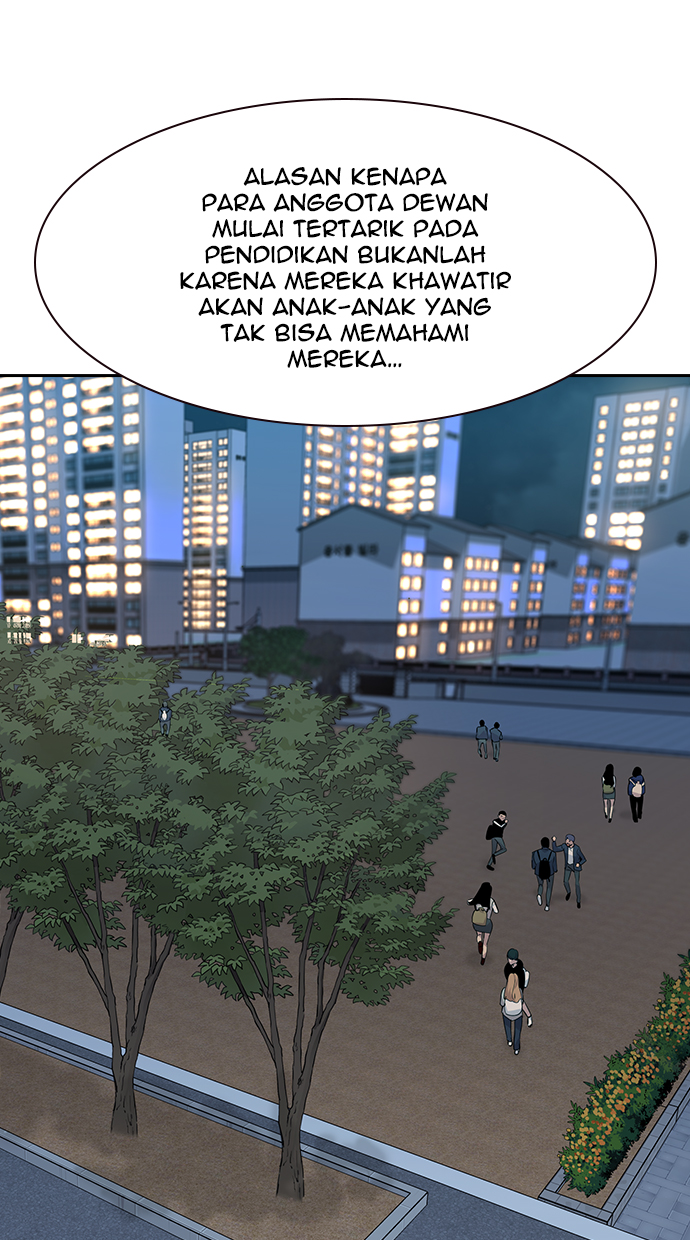 ALASAN KENAPA
PARA ANGGOTA DEWAN
MULAI TERTARIK PADA
PENDIDIKAN BUKANLAH
KARENA MEREKA KHAWATIR
AKAN ANAK-ANAK YANG
TAK BISA MEMAHAMI
MEREKA...